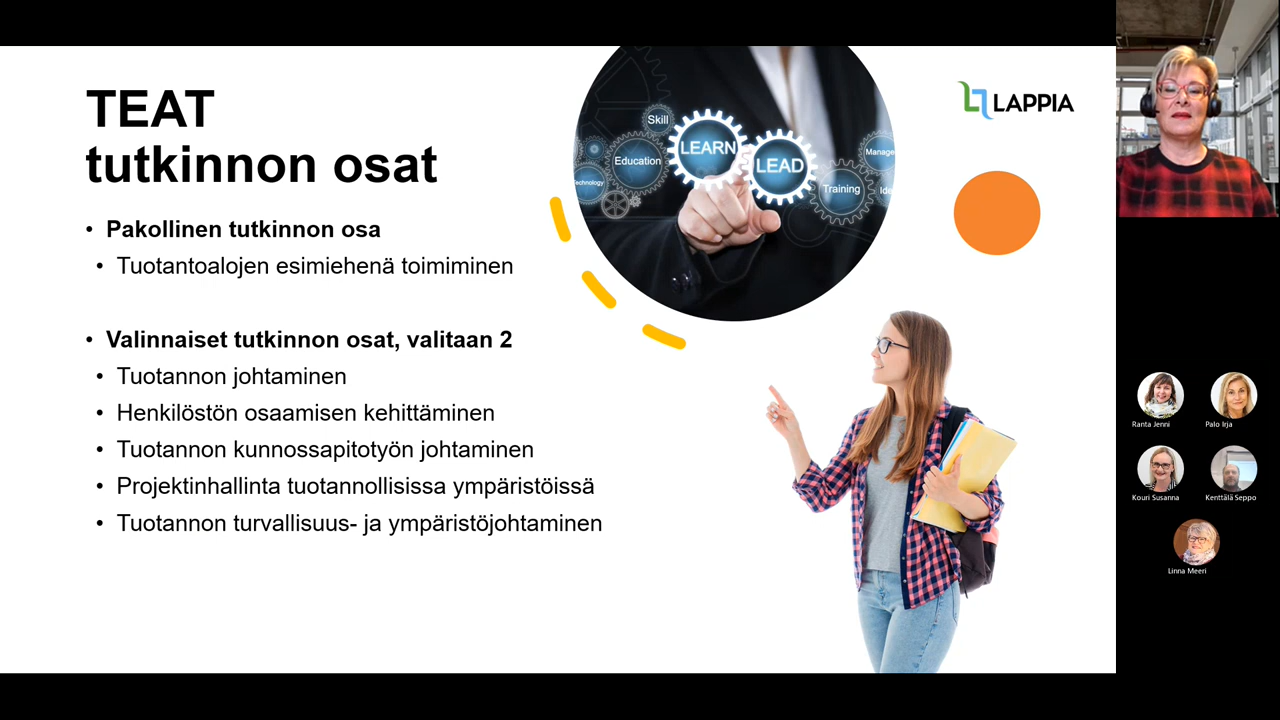 TEAT
tutkinnon osat
• Pakollinen tutkinnon osa
• Tuotantoalojen esimiehenä toimiminen
• Valinnaiset tutkinnon osat, valitaan 2
• Tuotannon johtaminen
• Henkilöstön osaamisen kehittäminen
• Tuotannon kunnossapitotyön johtaminen
• Projektinhallinta tuotannollisissa ympäristöissä
• Tuotannon turvallisuus- ja ympäristöjohtaminen
Skill
Education
LEARN
LEAD
Training
Manage
Technology
Ide
LAPPIA
Ranta Jenni
Palo Irja
Kouri Susanna
Kenttälä Seppo
Linna Meeri